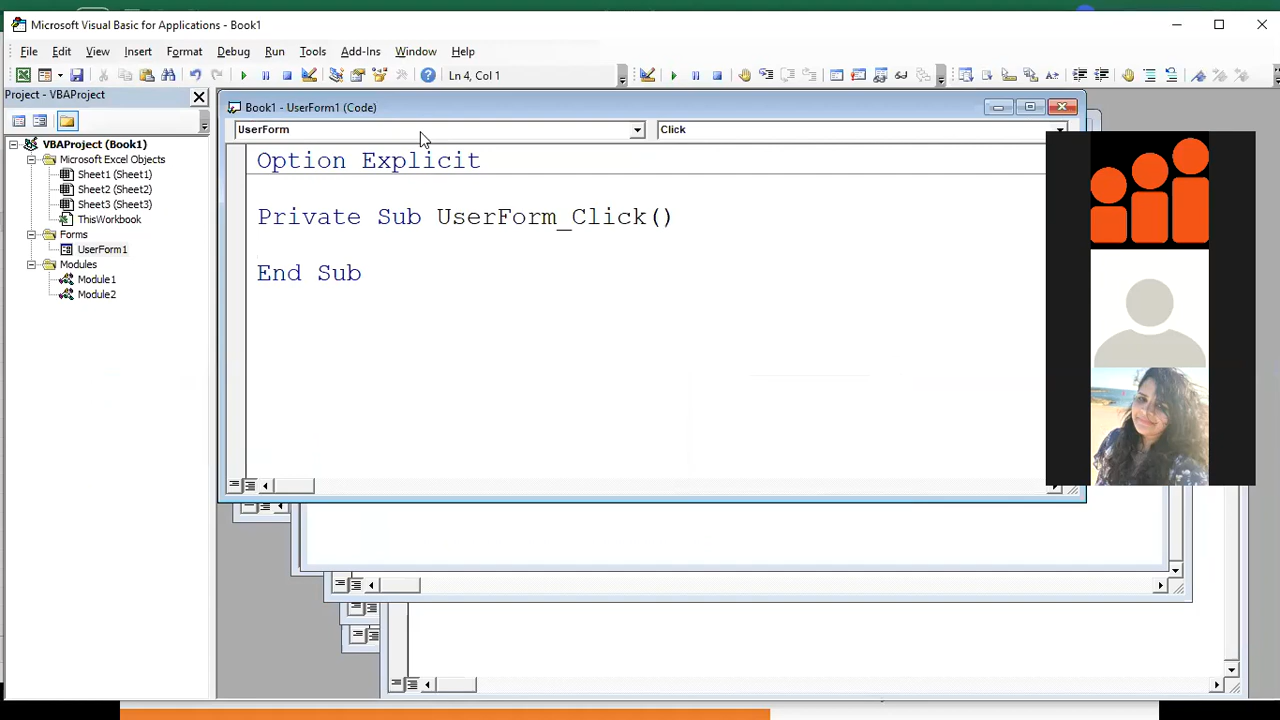 Microsoft Visual Basic for Applications - Book1
File Edit View Insert Format Debug Run Tools Add-Ins Window Help
Ln 4, Col 1
Project - VBAProject
Book1 - UserForm1 (Code)
UserForm
Click
VBAProject (Book1)
Microsoft Excel Objects
Sheet1 (Sheet1)
Sheet2 (Sheet2)
Sheet3 (Sheet3)
ThisWorkbook
Forms
UserForm1
Modules
Module1
Module2
Option Explicit
Private Sub UserForm_Click()
End Sub